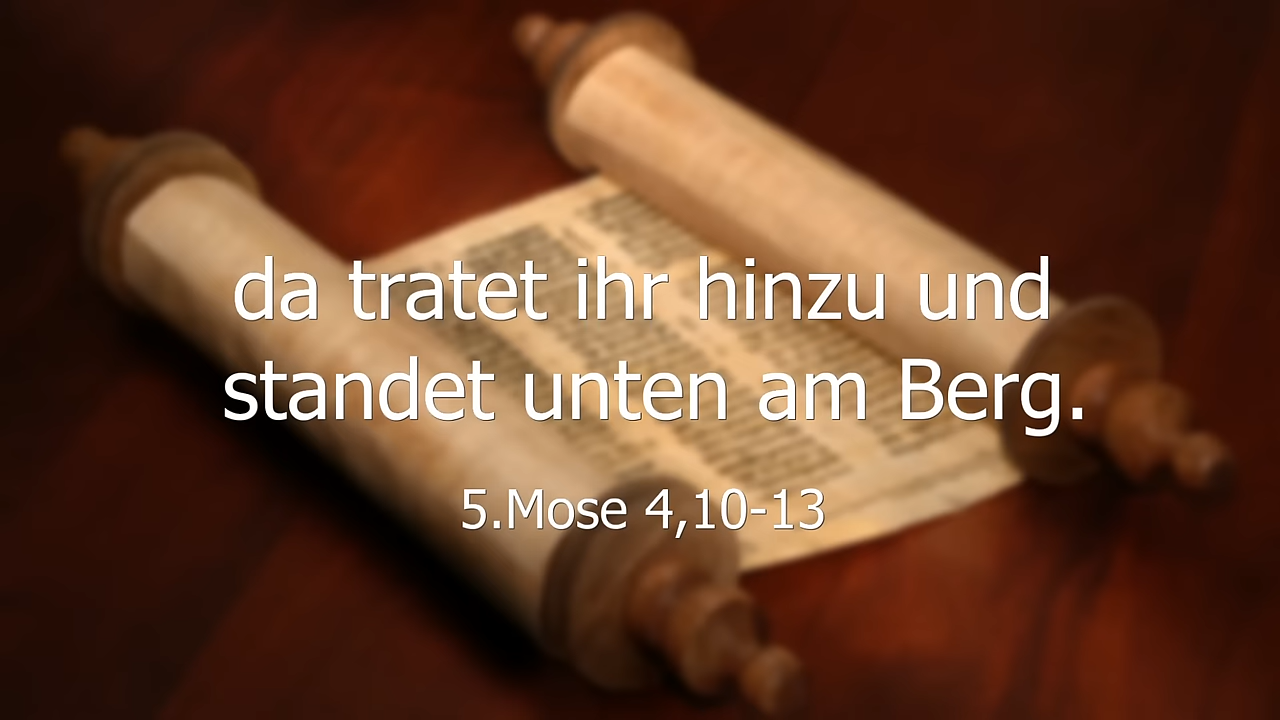 da tratet ihr hinzu und
standet unten am Berg.
5.Mose 4,10-13